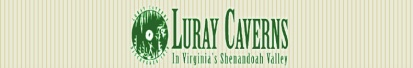 LURAY CAVERNS
In Virginia's Shenandoah Valley